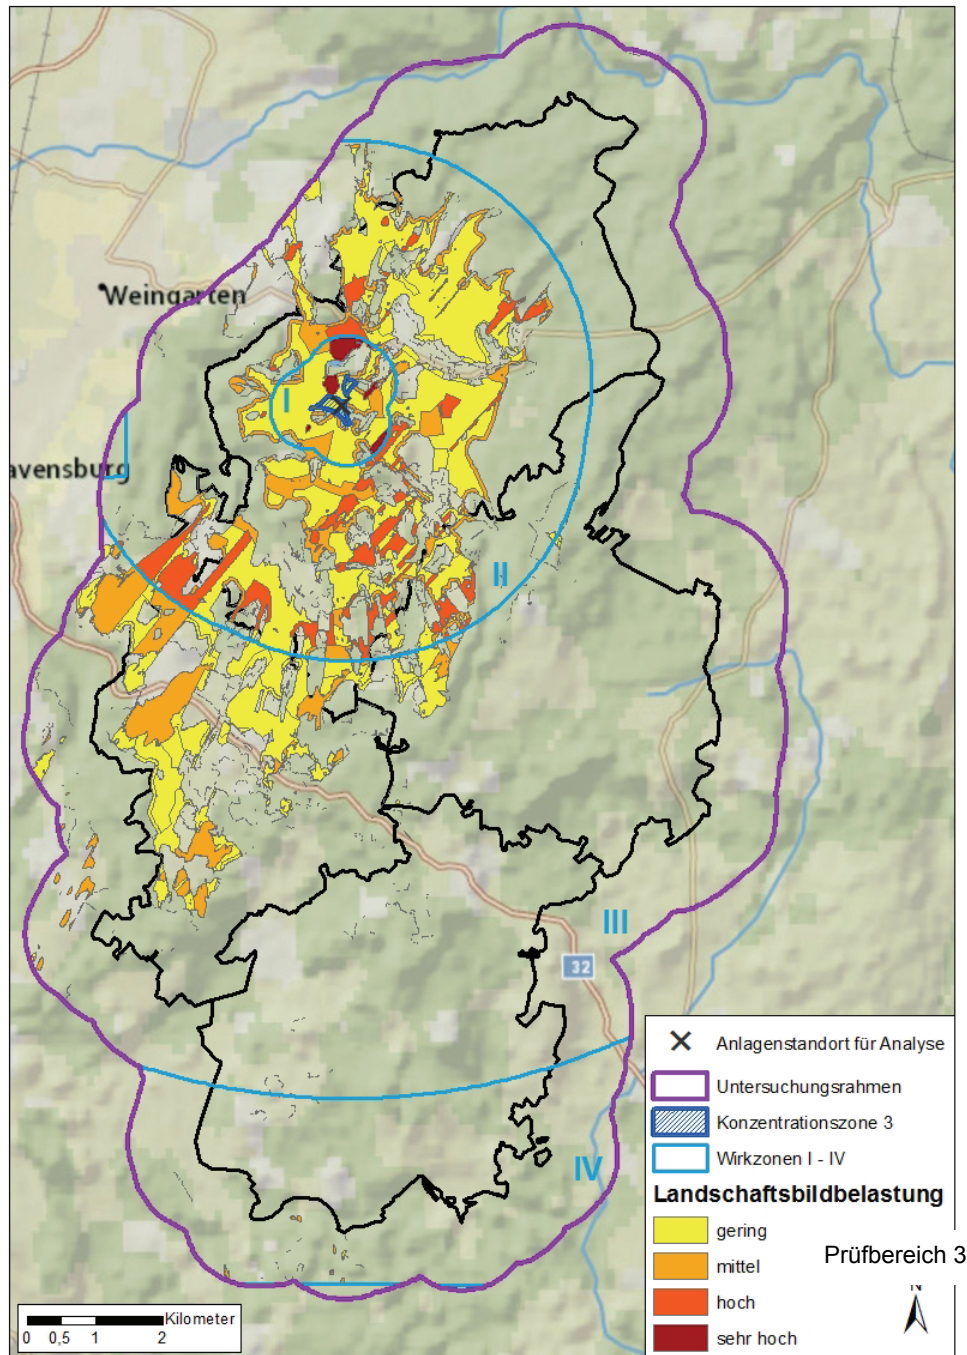 Weingarten
avensburg
I
II
III
32
IV
Anlagenstandort für Analyse
Untersuchungsrahmen
Konzentrationszone 3
Wirkzonen I - IV
Landschaftsbildbelastung
gering
mittel
Prüfbereich 3
hoch
N
sehr hoch
Kilometer
0 0,5 1 2